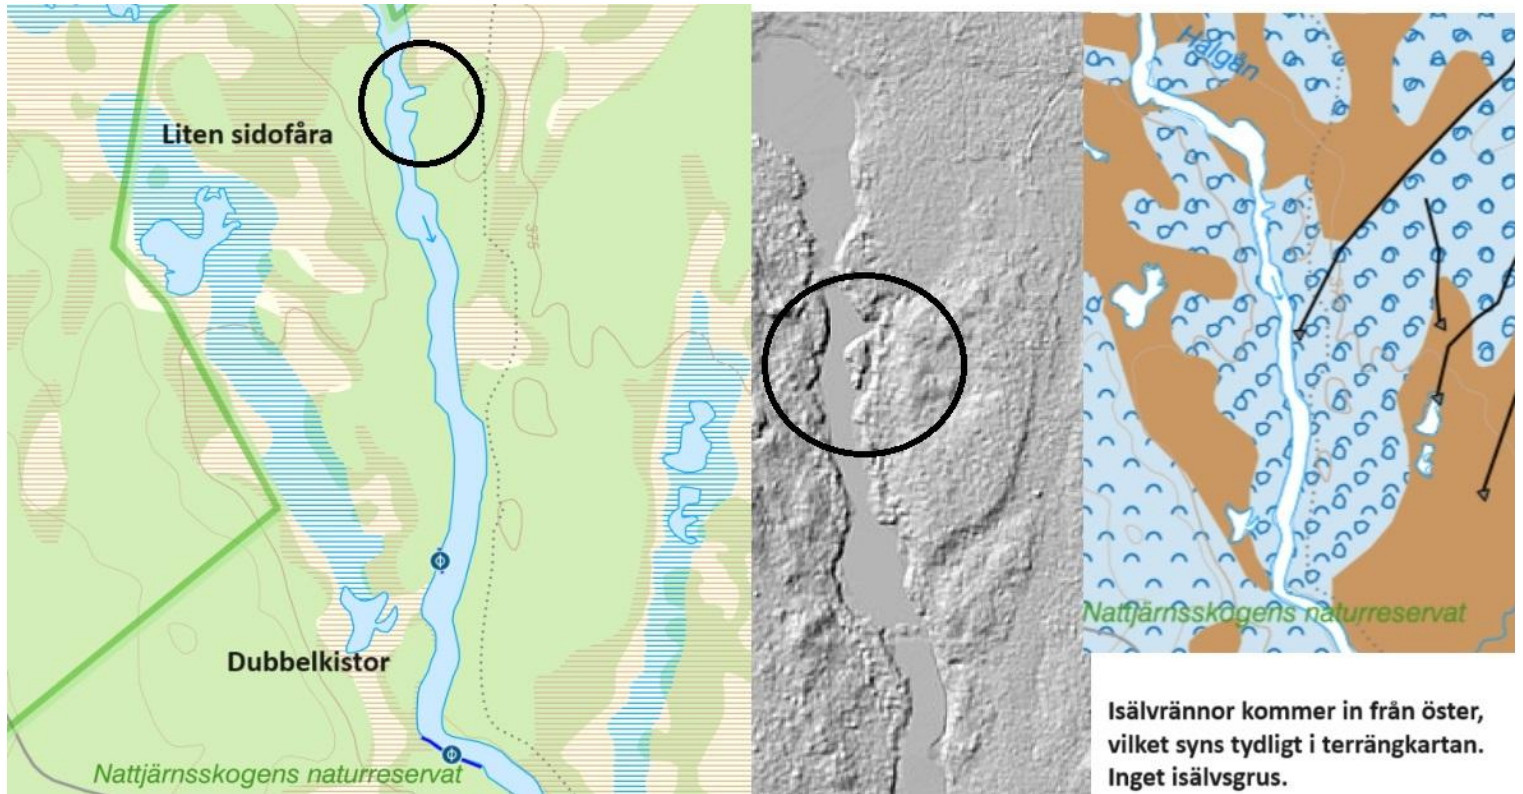 Liten sidofåra
375
Dubbelkistor
Nattjärnsskogens naturreservat
Hålgån
Nattjärnsskogens naturreservat
Isälvrännor kommer in från öster,
vilket syns tydligt i terrängkartan.
Inget isälvsgrus.